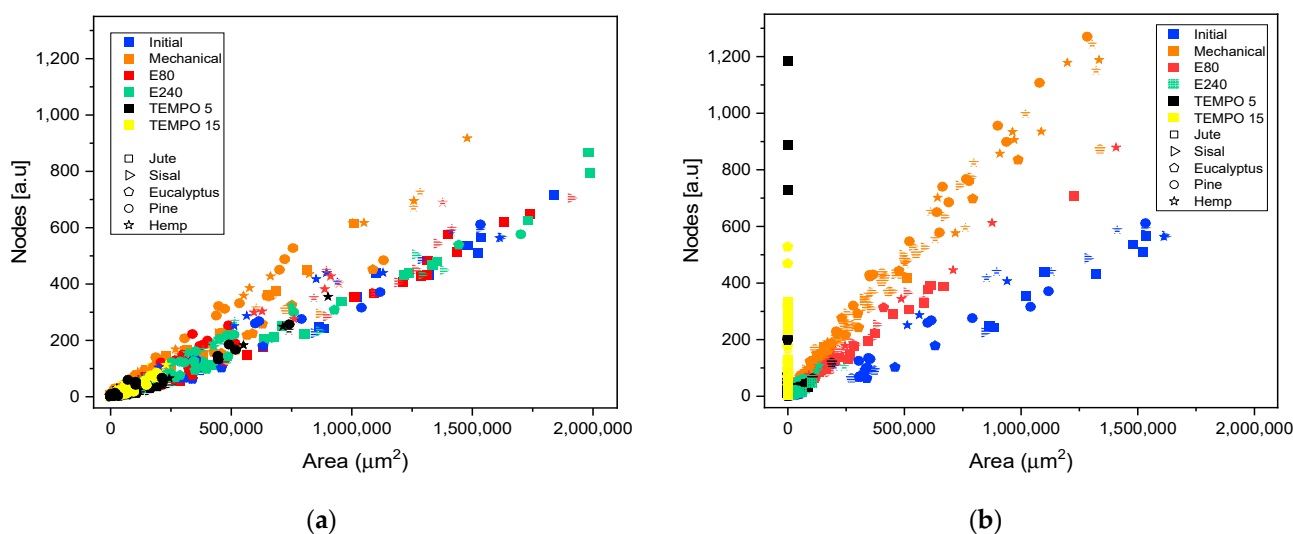 1,200
1,000
800
600
400
200
0
Nodes [a.u]
Initial
Mechanical
E80
E240
TEMPO 5
TEMPO 15
Jute
Sisal
Eucalyptus
Pine
Hemp
0
500,000
1,000,000
1,500,000
2,000,000
Area (μm²)
(a)
1,200
1,000
800
600
400
200
0
Nodes [a.u]
Initial
Mechanical
E80
E240
TEMPO 5
TEMPO 15
Jute
Sisal
Eucalyptus
Pine
Hemp
0
500,000
1,000,000
1,500,000
2,000,000
Area (μm²)
(b)